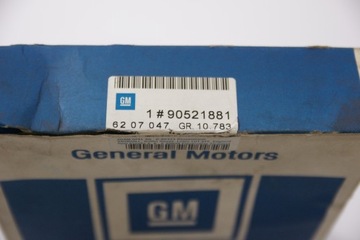 GM
1 # 90521881
62 07 047 GR. 10.783
General Motors
GM